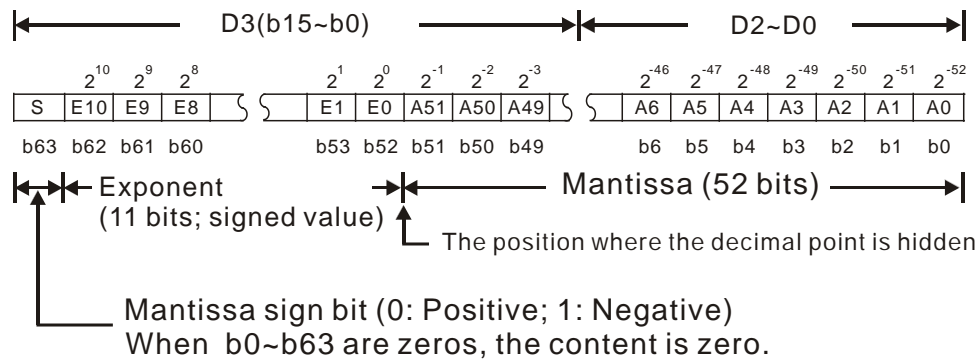 D3(b15~b0) D2~D0
2^10 2^9 2^8 2^1 2^0 2^-1 2^-2 2^-3 2^-46 2^-47 2^-48 2^-49 2^-50 2^-51 2^-52
S E10 E9 E8 E1 E0 A51 A50 A49 A6 A5 A4 A3 A2 A1 A0
b63 b62 b61 b60 b53 b52 b51 b50 b49 b6 b5 b4 b3 b2 b1 b0
Exponent Mantissa (52 bits)
(11 bits; signed value)
The position where the decimal point is hidden
Mantissa sign bit (0: Positive; 1: Negative)
When b0~b63 are zeros, the content is zero.